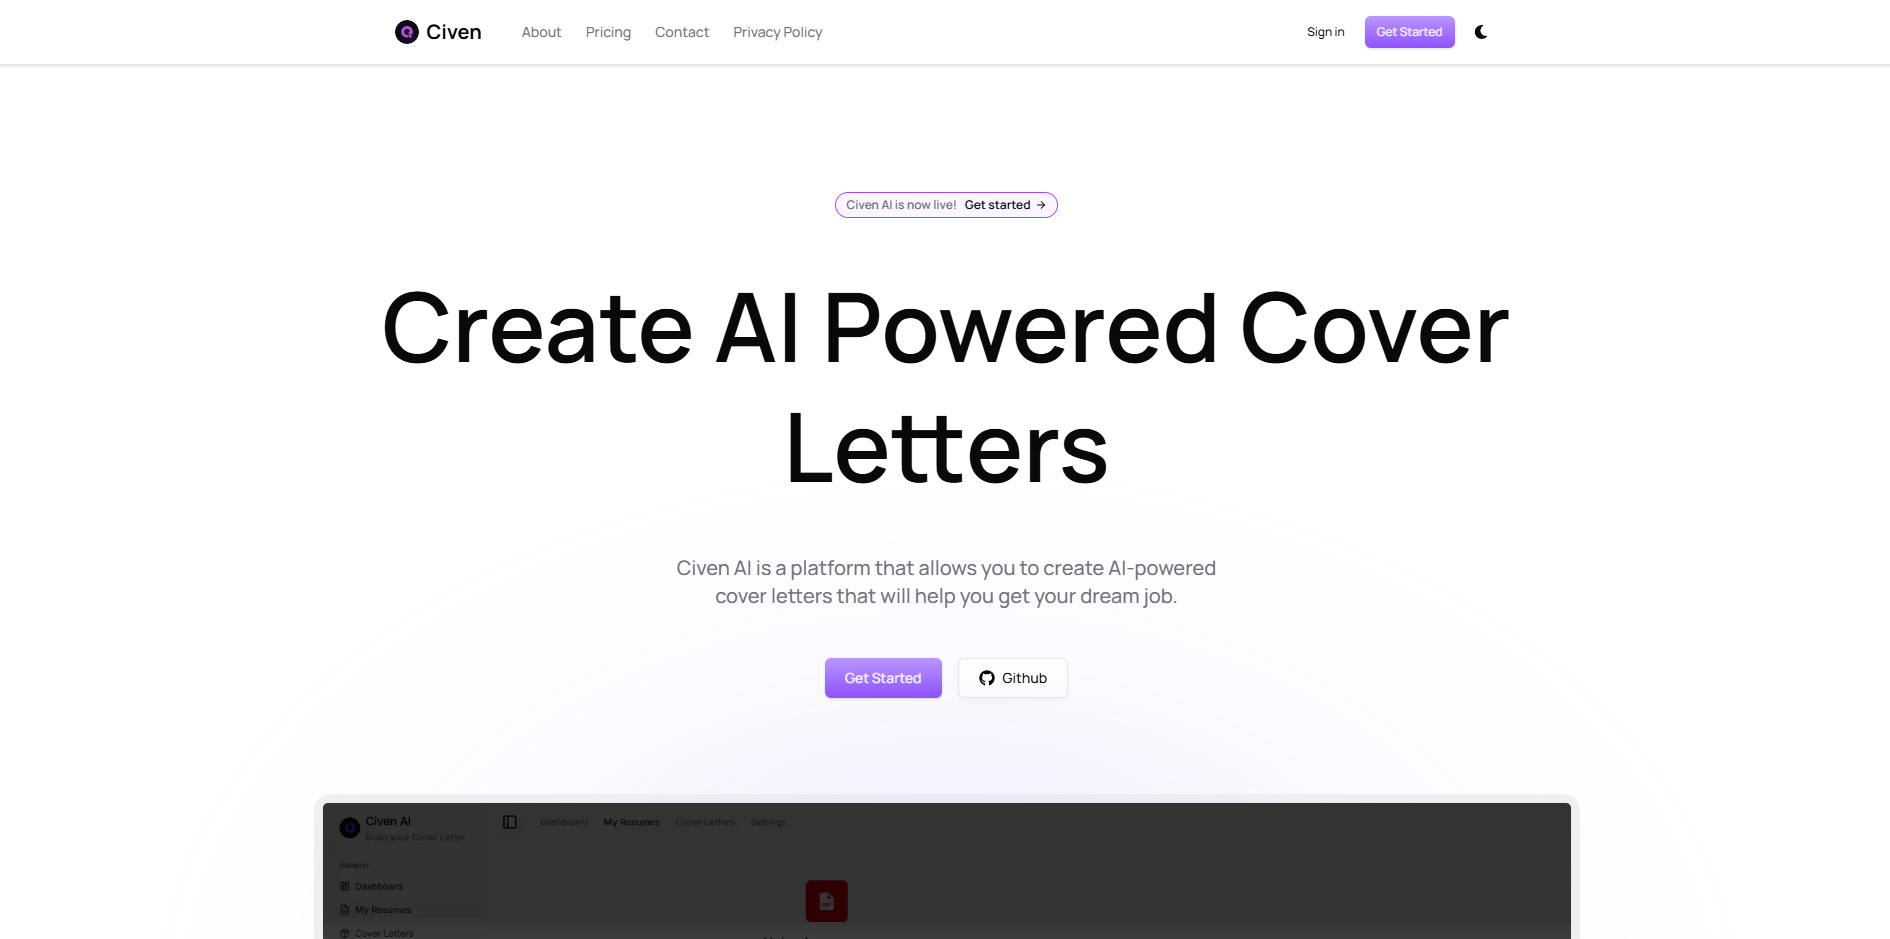 Civen
About
Pricing
Contact
Privacy Policy
Sign in
Get Started
Civen AI is now live! Get started →
Create AI Powered Cover
Letters
Civen AI is a platform that allows you to create AI-powered
cover letters that will help you get your dream job.
Get Started
Github
Civen AI
Build your Cover Letter
Dashboard
My Resumes
Cover Letters
Settings
General
Dashboard
My Resumes
PDF
Cover Letters